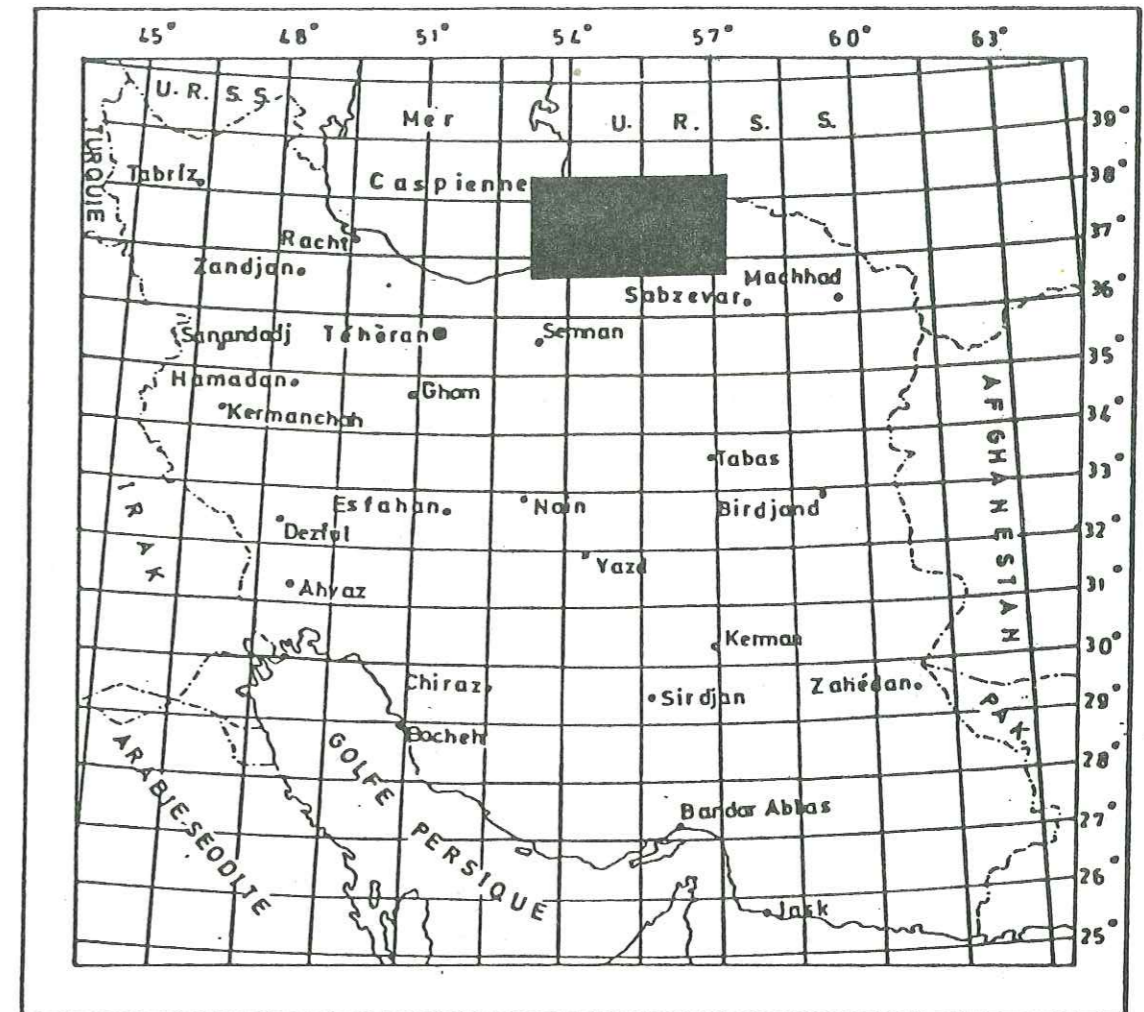 45° 48° 51° 54° 57° 60° 63°
U.R.S.S.
Mer
U. R. S. S.
39°
TURQUIE
Tabriz
Caspienne
38°
Racht
37°
Zandjan
Machhad
36°
Sabzevar
Sanandadj
Téhèran
Semnan
35°
Hamadan
Gham
34°
Kermanchah
AFGHANESTAN
Tabas
33°
IRAK
Esfahan
Nain
Birdjand
32°
Dezful
Yazd
31°
Ahvaz
Kerman
30°
Chiraz
Sirdjan
Zahédan
29°
PAK.
Bocheh
28°
ARABIE-SÉODLIE
GOLFE
PERSIQUE
Bandar Abbas
27°
26°
Jask
25°